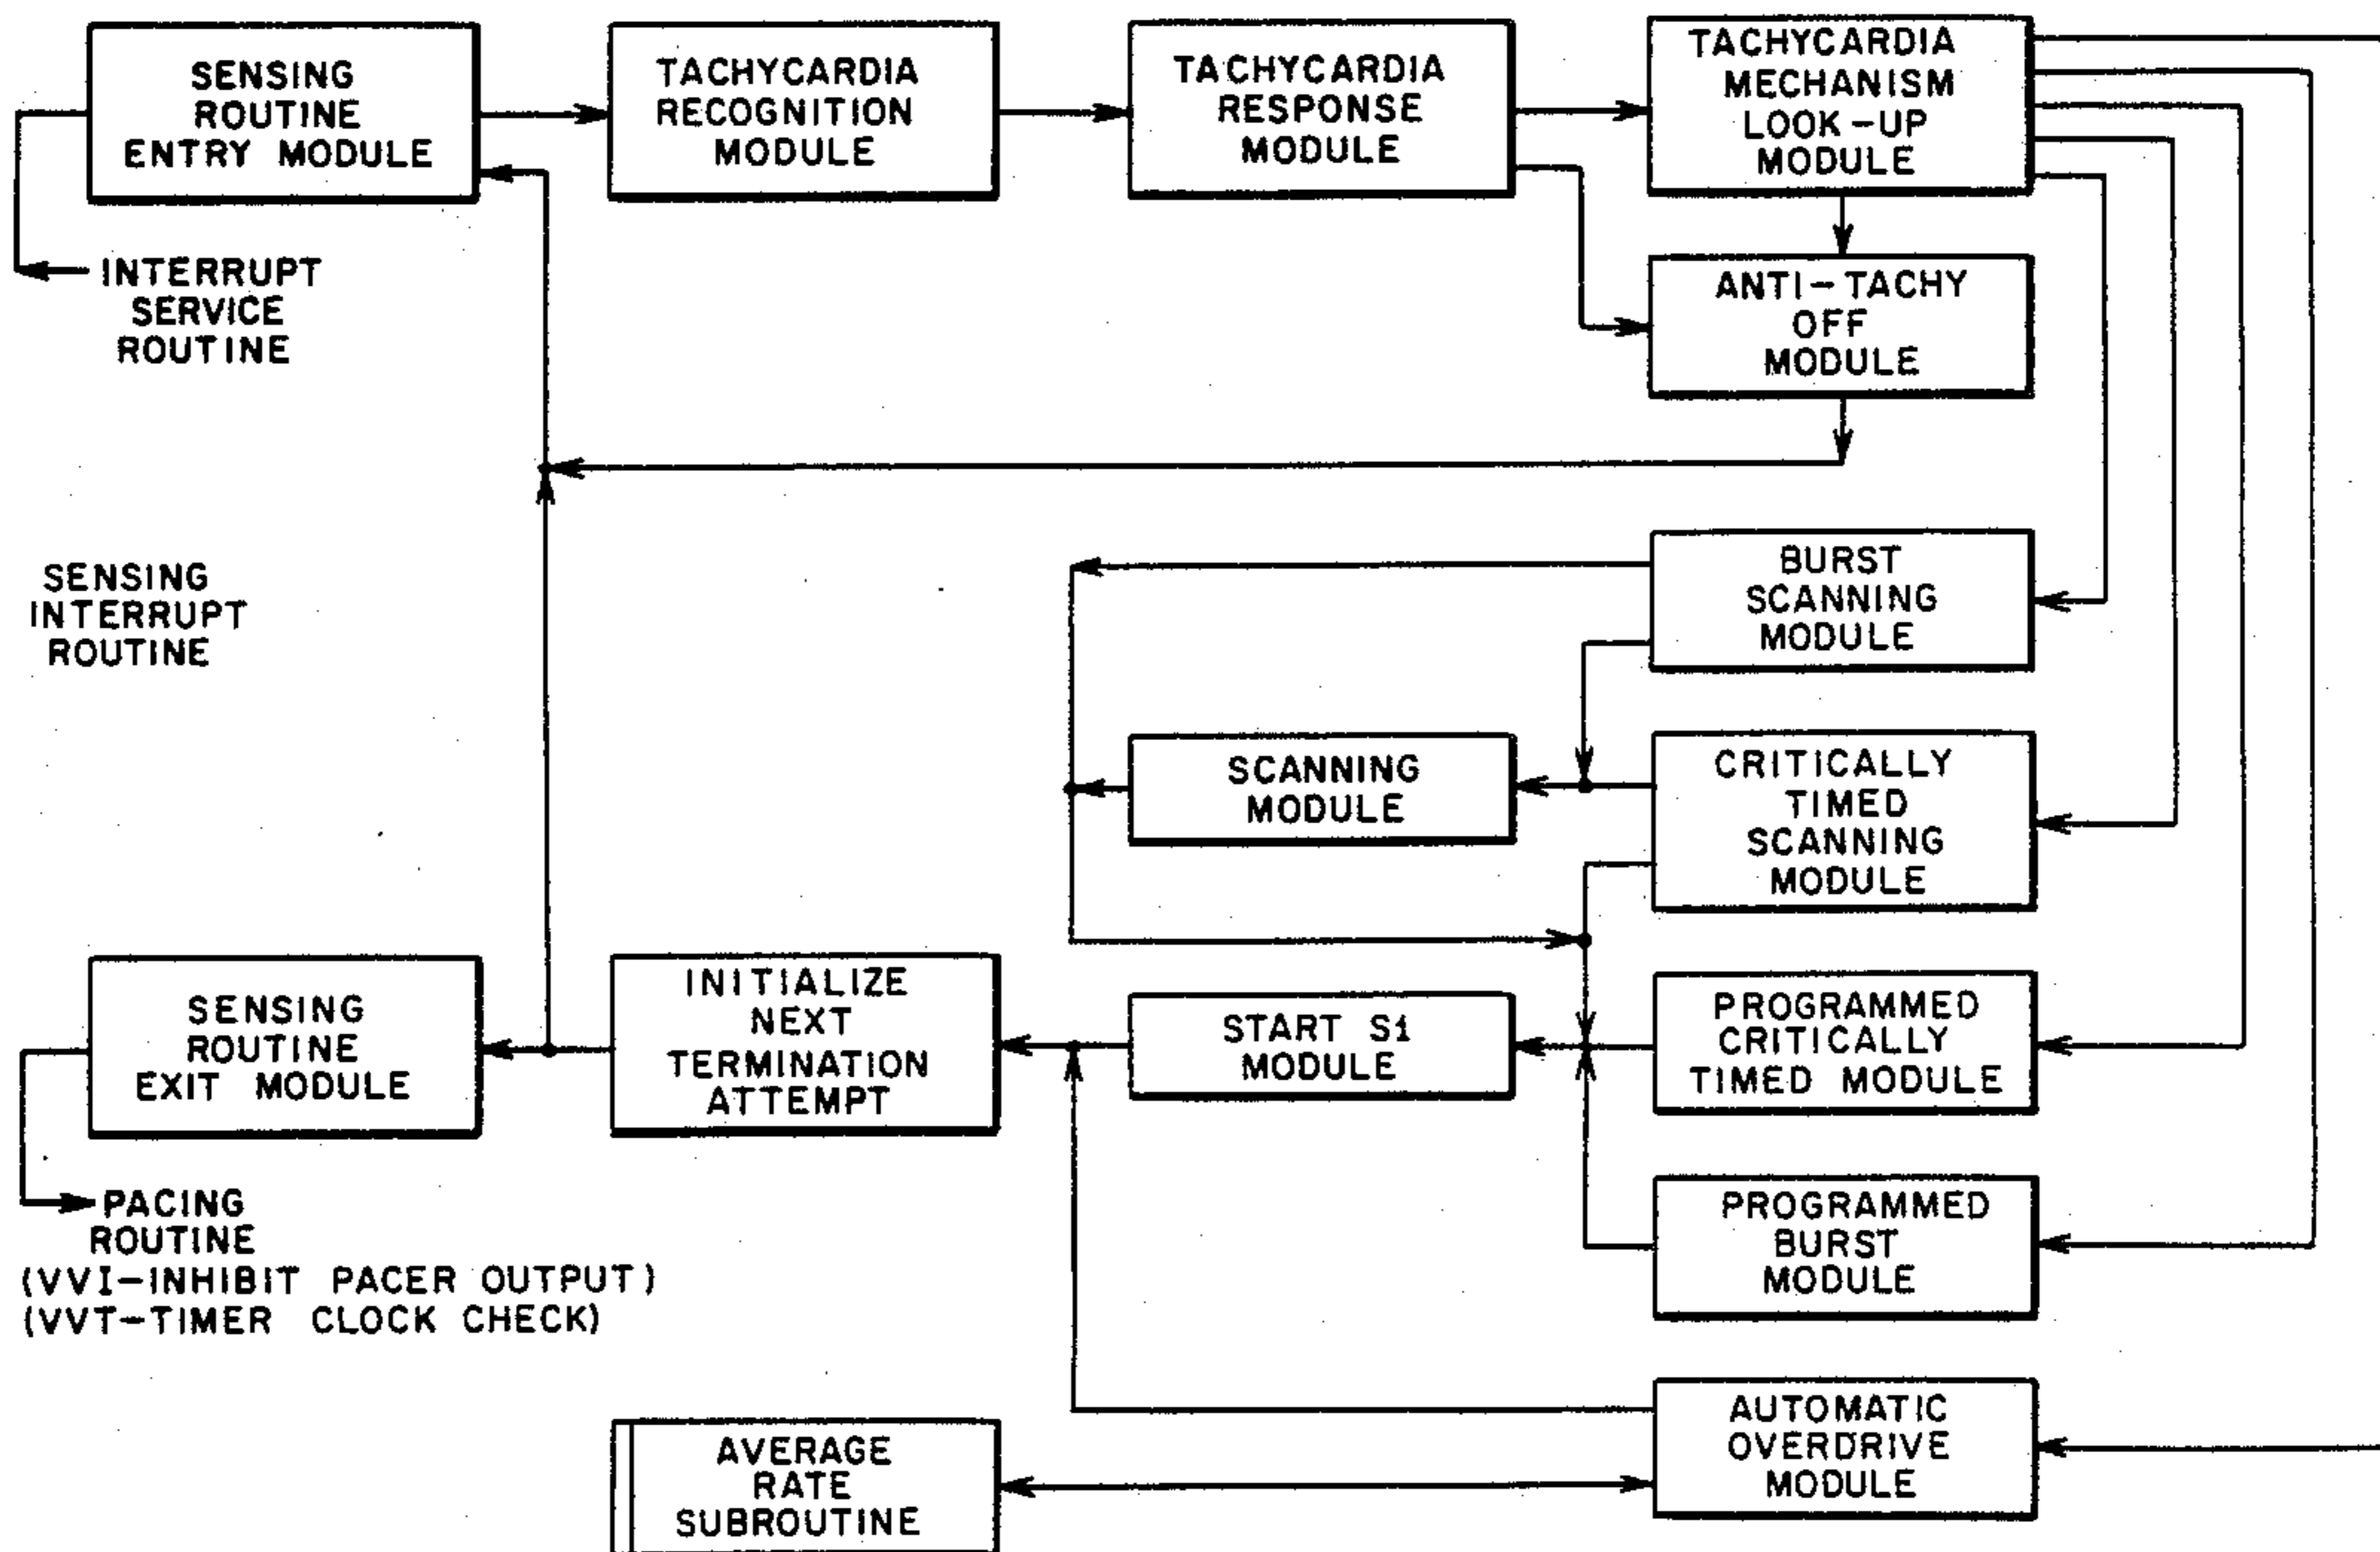 SENSING
ROUTINE
ENTRY MODULE
TACHYCARDIA
RECOGNITION
MODULE
TACHYCARDIA
RESPONSE
MODULE
TACHYCARDIA
MECHANISM
LOOK-UP
MODULE
INTERRUPT
SERVICE
ROUTINE
ANTI-TACHY
OFF
MODULE
SENSING
INTERRUPT
ROUTINE
BURST
SCANNING
MODULE
SCANNING
MODULE
CRITICALLY
TIMED
SCANNING
MODULE
SENSING
ROUTINE
EXIT MODULE
INITIALIZE
NEXT
TERMINATION
ATTEMPT
START S1
MODULE
PROGRAMMED
CRITICALLY
TIMED MODULE
PACING
ROUTINE
(VVI-INHIBIT PACER OUTPUT)
(VVT-TIMER CLOCK CHECK)
PROGRAMMED
BURST
MODULE
AVERAGE
RATE
SUBROUTINE
AUTOMATIC
OVERDRIVE
MODULE